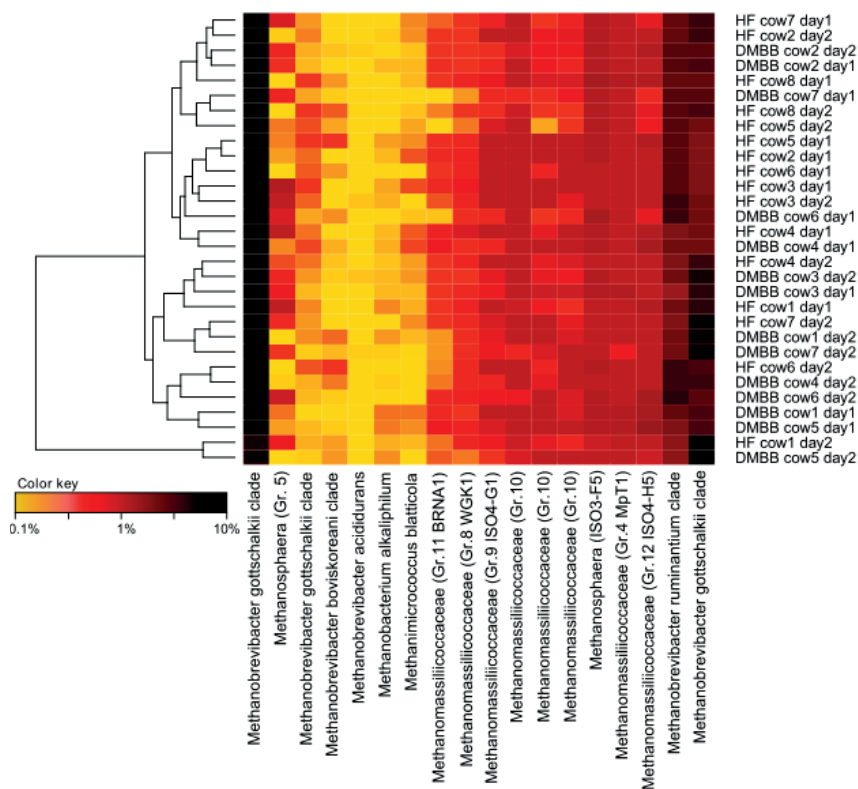 HF cow7 day1
HF cow2 day2
DMBB cow2 day2
DMBB cow2 day1
HF cow8 day1
DMBB cow7 day1
HF cow8 day2
HF cow5 day2
HF cow5 day1
HF cow2 day1
HF cow6 day1
HF cow3 day1
HF cow3 day2
DMBB cow6 day1
HF cow4 day1
DMBB cow4 day1
HF cow4 day2
DMBB cow3 day2
DMBB cow3 day1
HF cow1 day1
HF cow7 day2
DMBB cow1 day2
DMBB cow7 day2
HF cow6 day2
DMBB cow4 day2
DMBB cow6 day2
DMBB cow1 day1
DMBB cow5 day1
HF cow1 day2
DMBB cow5 day2
Color key
0.1% 1% 10%
Methanobrevibacter gottschalkii clade
Methanosphaera (Gr. 5)
Methanobrevibacter gottschalkii clade
Methanobrevibacter boviskoreani clade
Methanobrevibacter acididurans
Methanobacterium alkaliphilum
Methanimicrococcus blatticola
Methanomassiliicoccaceae (Gr.11 BRNA1)
Methanomassiliicoccaceae (Gr.8 WGK1)
Methanomassiliicoccaceae (Gr.9 ISO4-G1)
Methanomassiliicoccaceae (Gr.10)
Methanomassiliicoccaceae (Gr.10)
Methanomassiliicoccaceae (Gr.10)
Methanosphaera (ISO3-F5)
Methanomassiliicoccaceae (Gr.4 MpT1)
Methanomassiliicoccaceae (Gr.12 ISO4-H5)
Methanobrevibacter ruminantium clade
Methanobrevibacter gottschalkii clade